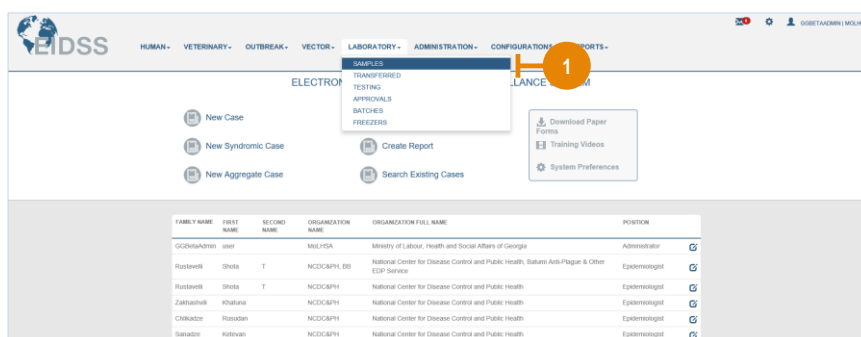 GGBETAADMIN | MOLH
EIDSS
HUMAN VETERINARY OUTBREAK VECTOR LABORATORY ADMINISTRATION CONFIGURATIONS REPORTS
SAMPLES
1
TRANSFERRED
TESTING
APPROVALS
BATCHES
FREEZERS
ELECTRON
LANCE
M
New Case
Download Paper
Forms
New Syndromic Case
Create Report
Training Videos
New Aggregate Case
Search Existing Cases
System Preferences
FAMILY NAME FIRST NAME SECOND NAME ORGANIZATION NAME ORGANIZATION FULL NAME POSITION
GGBetaAdmin user MoLHSA Ministry of Labour, Health and Social Affairs of Georgia Administrator
Rustaveli Shota T NCDC&PH, BB National Center for Disease Control and Public Health, Batumi Anti-Plague & Other
EDP Service Epidemiologist
Rustaveli Shota T NCDC&PH National Center for Disease Control and Public Health Epidemiologist
Zakhashvili Khatuna NCDC&PH National Center for Disease Control and Public Health Epidemiologist
Chlikadze Rusudan NCDC&PH National Center for Disease Control and Public Health Epidemiologist
Sanadze Ketevan NCDC&PH National Center for Disease Control and Public Health Epidemiologist